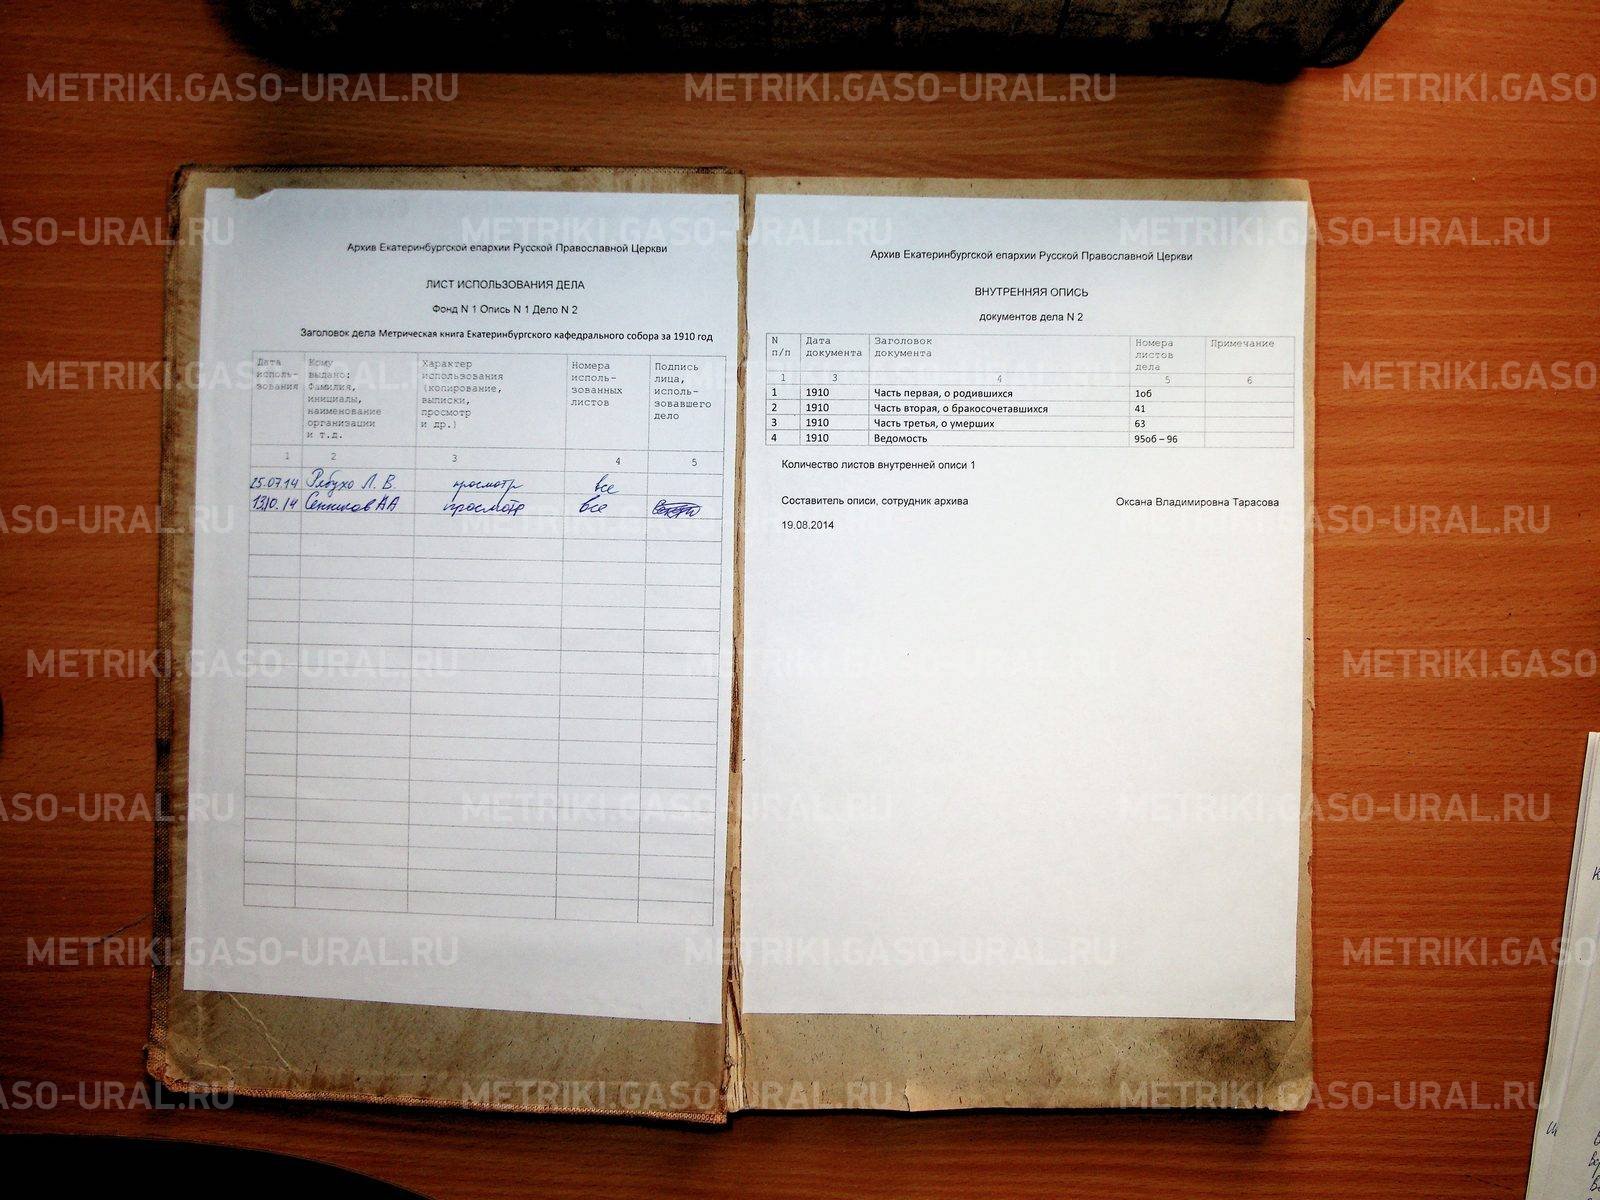 Архив Екатеринбургской епархии Русской Православной Церкви
ЛИСТ ИСПОЛЬЗОВАНИЯ ДЕЛА
Фонд N 1 Опись N 1 Дело N 2
Заголовок дела Метрическая книга Екатеринбургского кафедрального собора за 1910 год
Дата исполь-зования
Кому выдано: Фамилия, инициалы, наименование организации и т.д.
Характер использования (копирование, выписки, просмотр и др.)
Номера исполь-зованных листов
Подпись лица, исполь-зовавшего дело
1 2 3 4 5
25.07.14 Рябухо Л. В. просмотр все
13.10.14 Сенников АА просмотр все
Архив Екатеринбургской епархии Русской Православной Церкви
ВНУТРЕННЯЯ ОПИСЬ
документов дела N 2
N п/п
Дата документа
Заголовок документа
Номера листов дела
Примечание
1 3 4 5 6
1 1910 Часть первая, о родившихся 1об
2 1910 Часть вторая, о бракосочетавшихся 41
3 1910 Часть третья, о умерших 63
4 1910 Ведомость 95об – 96
Количество листов внутренней описи 1
Составитель описи, сотрудник архива Оксана Владимировна Тарасова
19.08.2014
METRIKI.GASO-URAL.RU